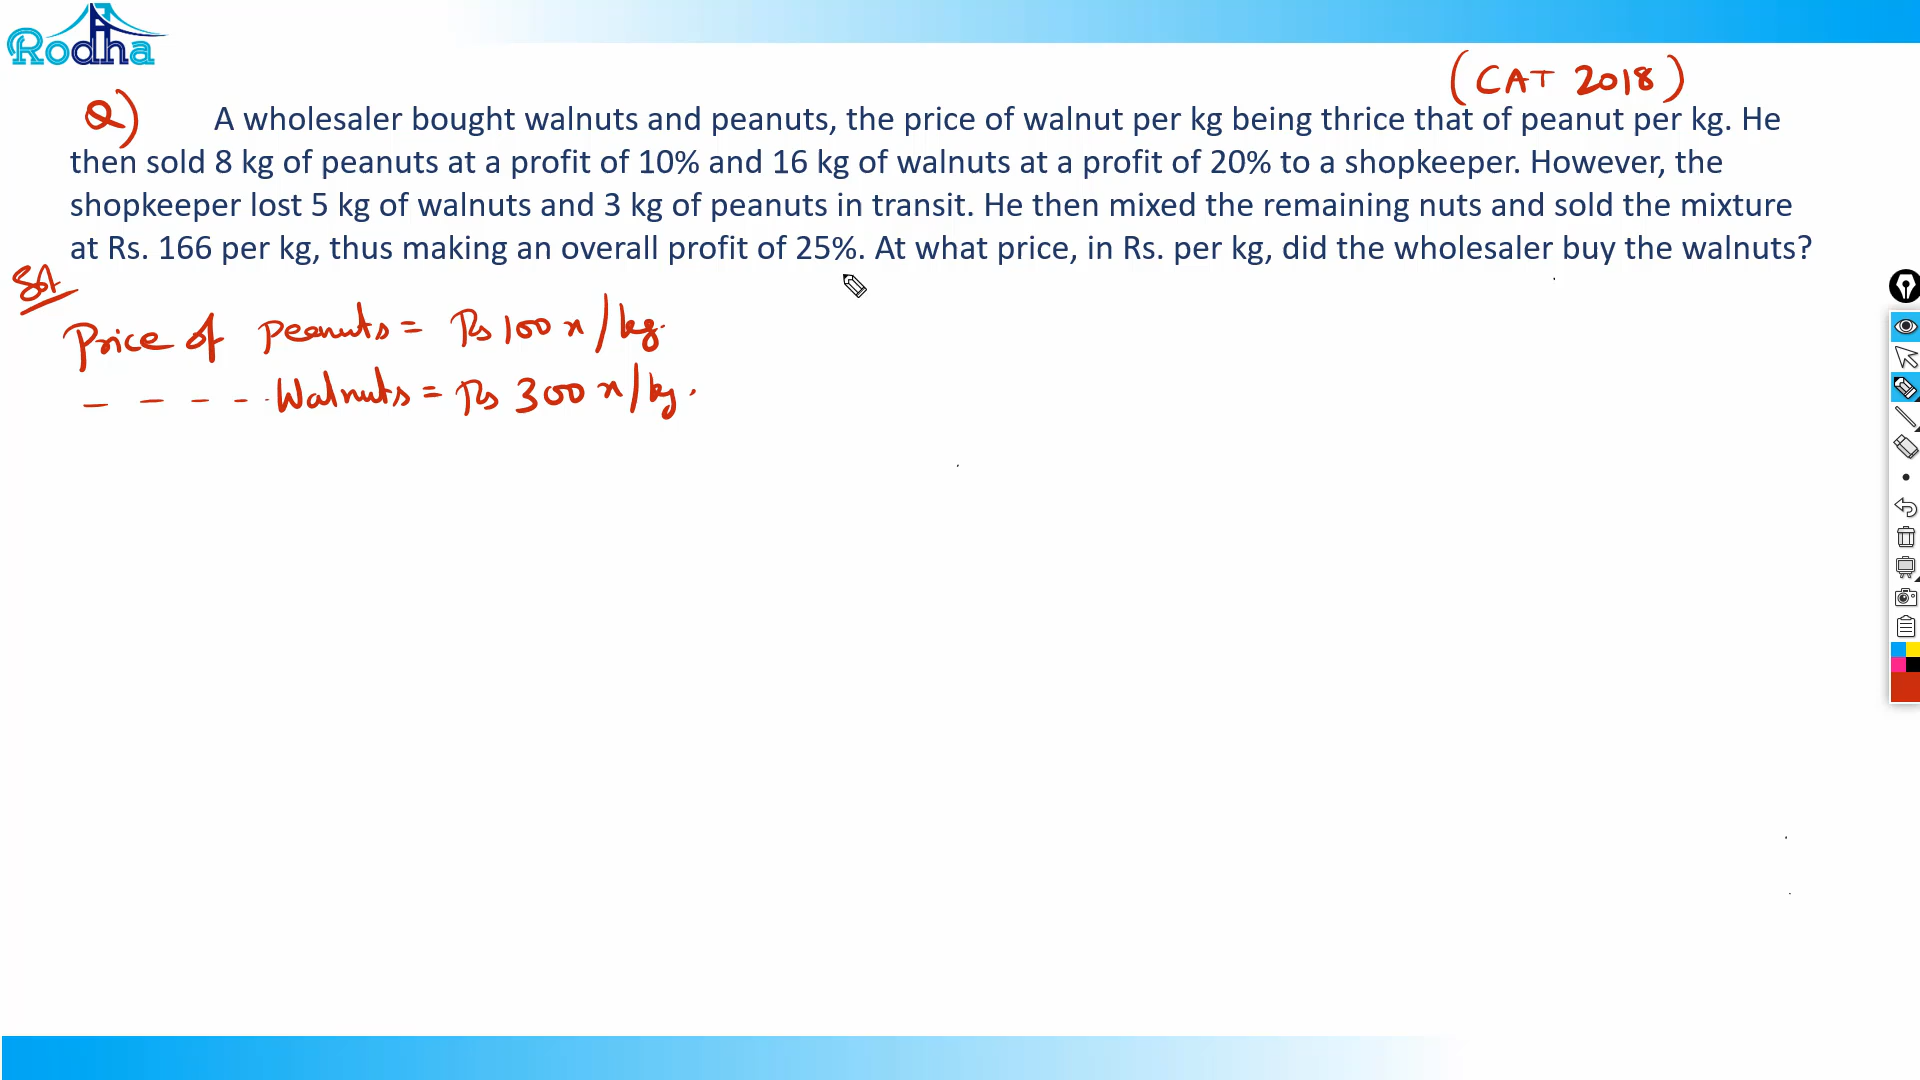 Rodha
(CAT 2018)
Q) A wholesaler bought walnuts and peanuts, the price of walnut per kg being thrice that of peanut per kg. He
then sold 8 kg of peanuts at a profit of 10% and 16 kg of walnuts at a profit of 20% to a shopkeeper. However, the
shopkeeper lost 5 kg of walnuts and 3 kg of peanuts in transit. He then mixed the remaining nuts and sold the mixture
at Rs. 166 per kg, thus making an overall profit of 25%. At what price, in Rs. per kg, did the wholesaler buy the walnuts?
Sol
Price of peanuts = Rs 100 x / kg.
- - - - . Walnuts = Rs 300 x / kg.